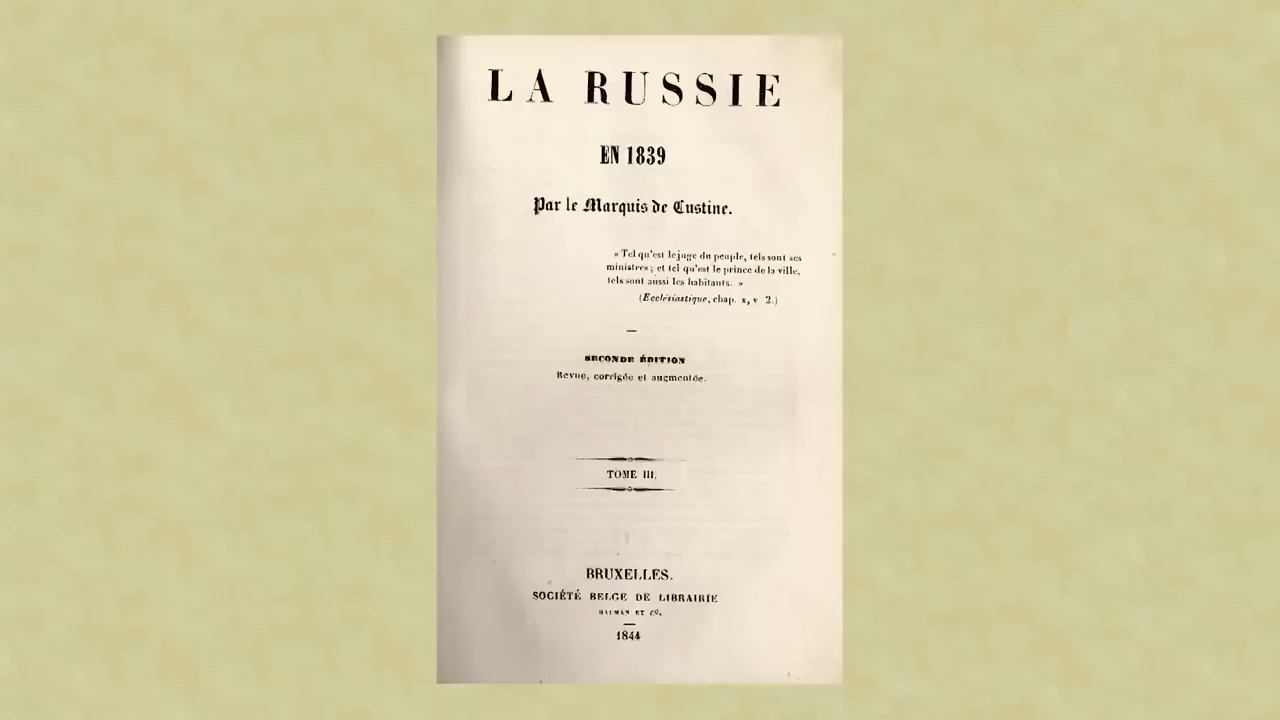 LA RUSSIE
EN 1839
Par le Marquis de Custine.
« Tel qu'est le juge du peuple, tels sont ses
ministres ; et tel qu'est le prince de la ville,
tels sont aussi les habitants. »
(Ecclésiastique, chap. x, v 2.)
SECONDE ÉDITION
Revue, corrigée et augmentée.
TOME III.
BRUXELLES.
SOCIÉTÉ BELGE DE LIBRAIRIE
HAUMAN ET Cº.
1844